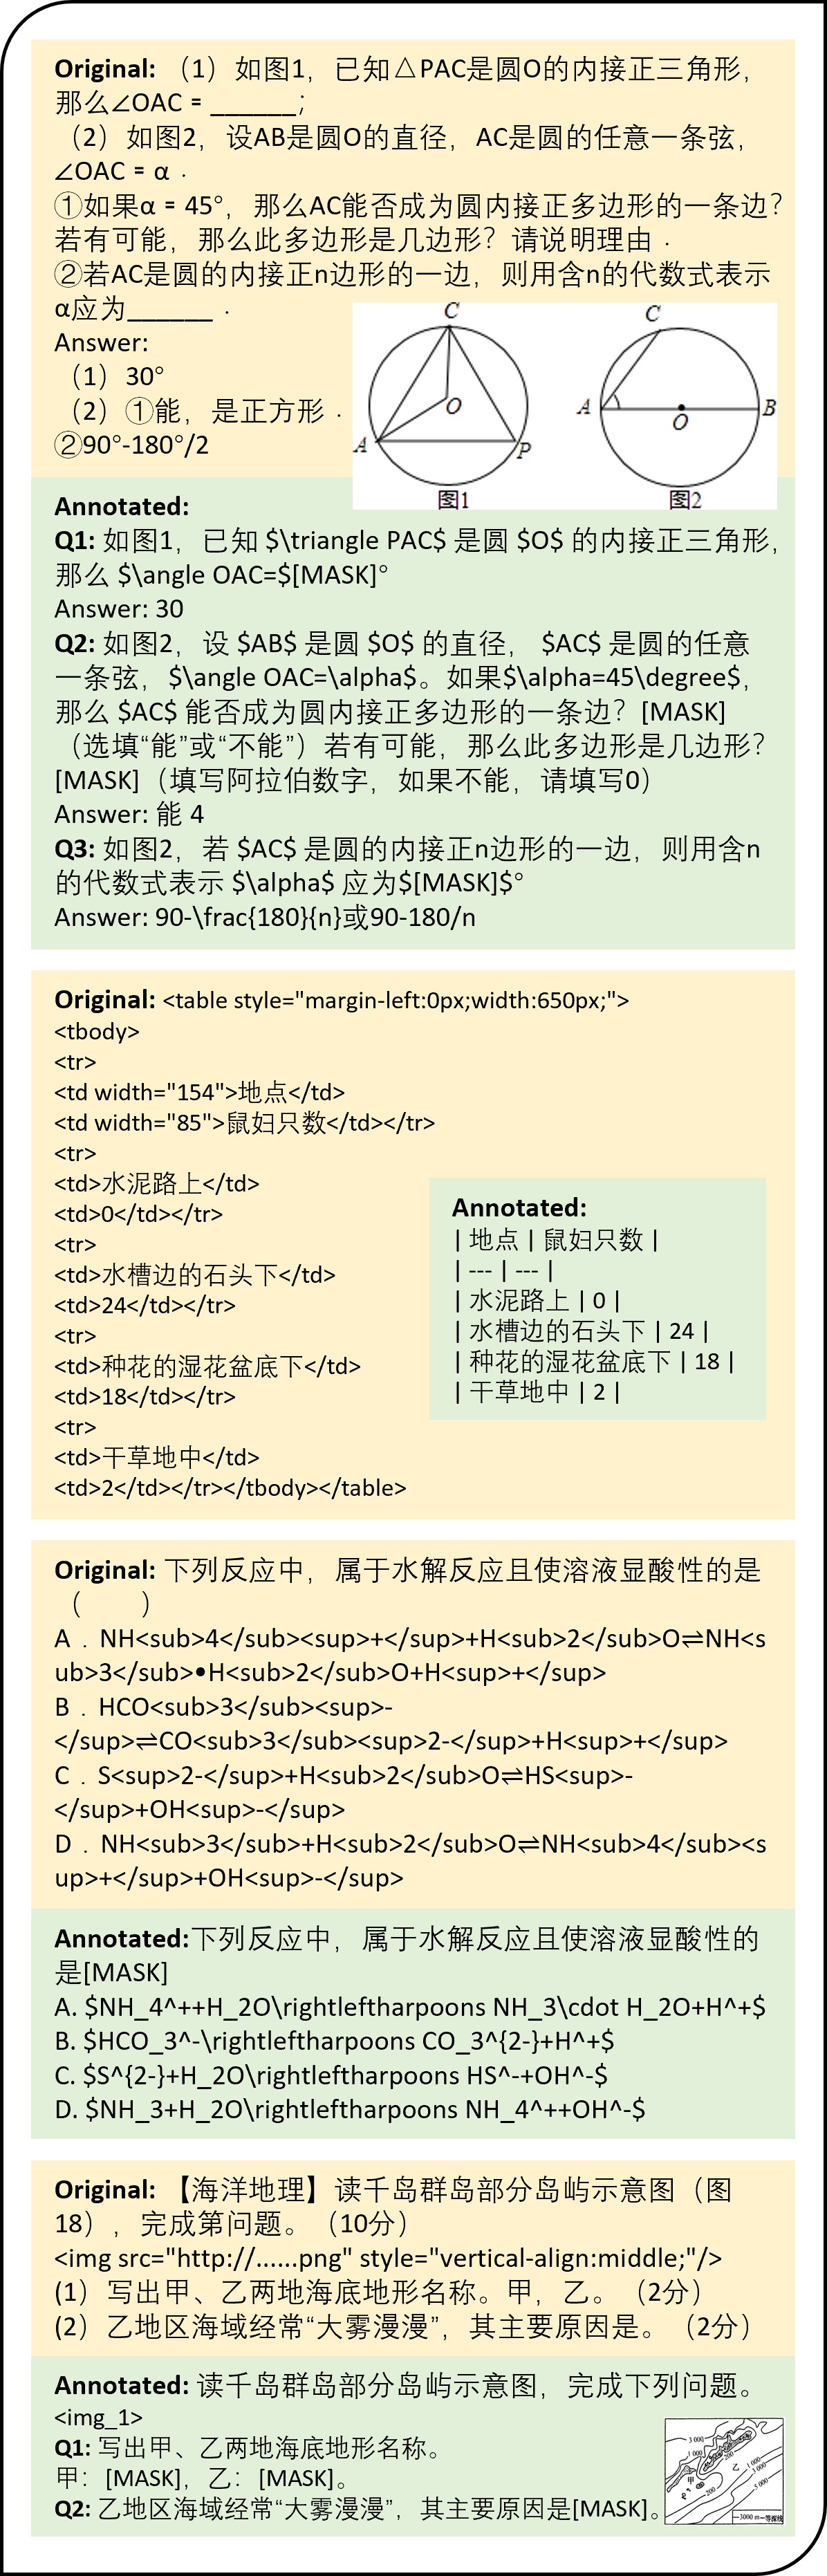 Original: （1）如图1，已知△PAC是圆O的内接正三角形，
那么∠OAC = ______；
（2）如图2，设AB是圆O的直径，AC是圆的任意一条弦，
∠OAC = α．
①如果α = 45°，那么AC能否成为圆内接正多边形的一条边？
若有可能，那么此多边形是几边形？请说明理由．
②若AC是圆的内接正n边形的一边，则用含n的代数式表示
α应为______．
Answer:
（1）30°
（2）①能，是正方形．
②90°-180°/2
C
O
A
P
图1
C
A
O
B
图2
Annotated:
Q1: 如图1，已知 $\triangle PAC$ 是圆 $O$ 的内接正三角形，
那么 $\angle OAC=$[MASK]°
Answer: 30
Q2: 如图2，设 $AB$ 是圆 $O$ 的直径， $AC$ 是圆的任意
一条弦，$\angle OAC=\alpha$。如果$\alpha=45\degree$，
那么 $AC$ 能否成为圆内接正多边形的一条边？[MASK]
（选填“能”或“不能”）若有可能，那么此多边形是几边形？
[MASK]（填写阿拉伯数字，如果不能，请填写0）
Answer: 能 4
Q3: 如图2，若 $AC$ 是圆的内接正n边形的一边，则用含n
的代数式表示 $\alpha$ 应为$[MASK]$°
Answer: 90-\frac{180}{n}或90-180/n
Original: <table style="margin-left:0px;width:650px;">
<tbody>
<tr>
<td width="154">地点</td>
<td width="85">鼠妇只数</td></tr>
<tr>
<td>水泥路上</td>
<td>0</td></tr>
<tr>
<td>水槽边的石头下</td>
<td>24</td></tr>
<tr>
<td>种花的湿花盆底下</td>
<td>18</td></tr>
<tr>
<td>干草地中</td>
<td>2</td></tr></tbody></table>
Annotated:
| 地点 | 鼠妇只数 |
| --- | --- |
| 水泥路上 | 0 |
| 水槽边的石头下 | 24 |
| 种花的湿花盆底下 | 18 |
| 干草地中 | 2 |
Original: 下列反应中，属于水解反应且使溶液显酸性的是
（　　）
A．NH<sub>4</sub><sup>+</sup>+H<sub>2</sub>O⇌NH<s
ub>3</sub>•H<sub>2</sub>O+H<sup>+</sup>
B．HCO<sub>3</sub><sup>-
</sup>⇌CO<sub>3</sub><sup>2-</sup>+H<sup>+</sup>
C．S<sup>2-</sup>+H<sub>2</sub>O⇌HS<sup>-
</sup>+OH<sup>-</sup>
D．NH<sub>3</sub>+H<sub>2</sub>O⇌NH<sub>4</sub><s
up>+</sup>+OH<sup>-</sup>
Annotated:下列反应中，属于水解反应且使溶液显酸性的
是[MASK]
A. $NH_4^++H_2O\rightleftharpoons NH_3\cdot H_2O+H^+$
B. $HCO_3^-\rightleftharpoons CO_3^{2-}+H^+$
C. $S^{2-}+H_2O\rightleftharpoons HS^-+OH^-$
D. $NH_3+H_2O\rightleftharpoons NH_4^++OH^-$
Original: 【海洋地理】读千岛群岛部分岛屿示意图（图
18），完成第问题。（10分）
<img src="http://......png" style="vertical-align:middle;"/>
(1）写出甲、乙两地海底地形名称。甲，乙。（2分）
(2）乙地区海域经常“大雾漫漫”，其主要原因是。（2分）
Annotated: 读千岛群岛部分岛屿示意图，完成下列问题。
<img_1>
Q1: 写出甲、乙两地海底地形名称。
甲：[MASK]，乙：[MASK]。
Q2: 乙地区海域经常“大雾漫漫”，其主要原因是[MASK]。
3 000
1 000
200
乙
甲
200
1 000
3 000
5 000
—3000 m—等深线